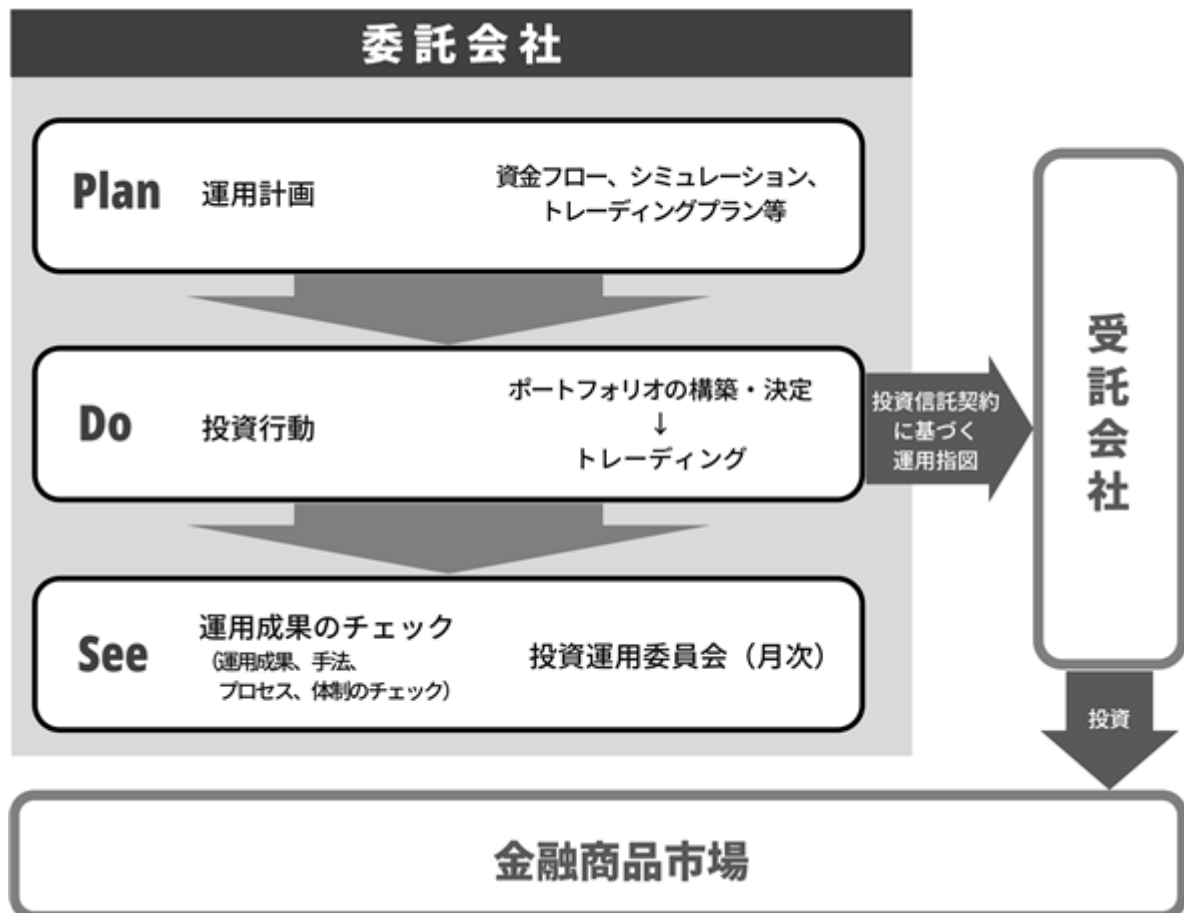 委託会社
Plan
運用計画
資金フロー、シミュレーション、
トレーディングプラン等
Do
投資行動
ポートフォリオの構築・決定
↓
トレーディング
投資信託契約
に基づく
運用指図
受託会社
See
運用成果のチェック
（運用成果、手法、
プロセス、体制のチェック）
投資運用委員会（月次）
投資
金融商品市場